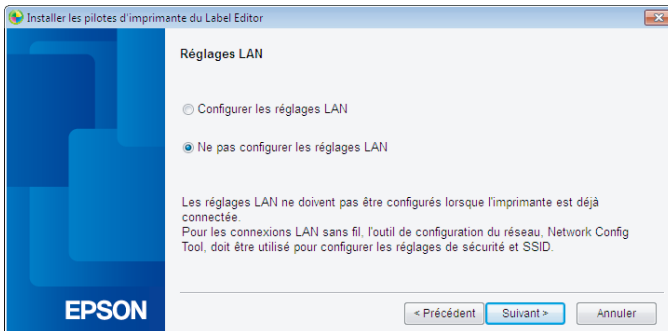 Installer les pilotes d'imprimante du Label Editor
Réglages LAN
Configurer les réglages LAN
Ne pas configurer les réglages LAN
Les réglages LAN ne doivent pas être configurés lorsque l'imprimante est déjà
connectée.
Pour les connexions LAN sans fil, l'outil de configuration du réseau, Network Config
Tool, doit être utilisé pour configurer les réglages de sécurité et SSID.
EPSON
< Précédent
Suivant >
Annuler